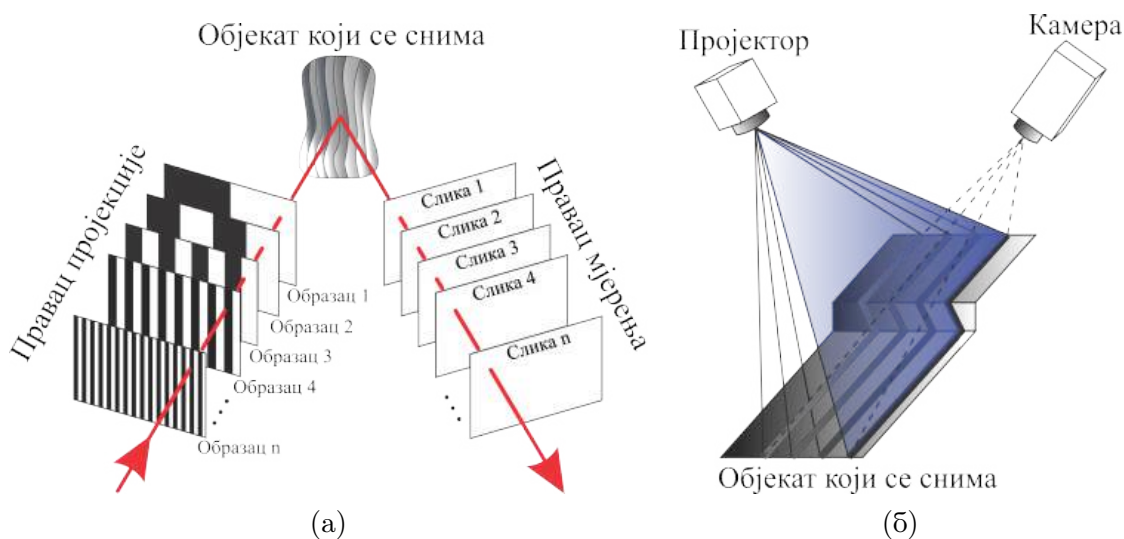 Објекат који се снима
Правац пројекције
Образац 1
Образац 2
Образац 3
Образац 4
Образац n
Слика 1
Слика 2
Слика 3
Слика 4
Слика n
Правац мјерења
(а)
Пројектор
Камера
Објекат који се снима
(б)